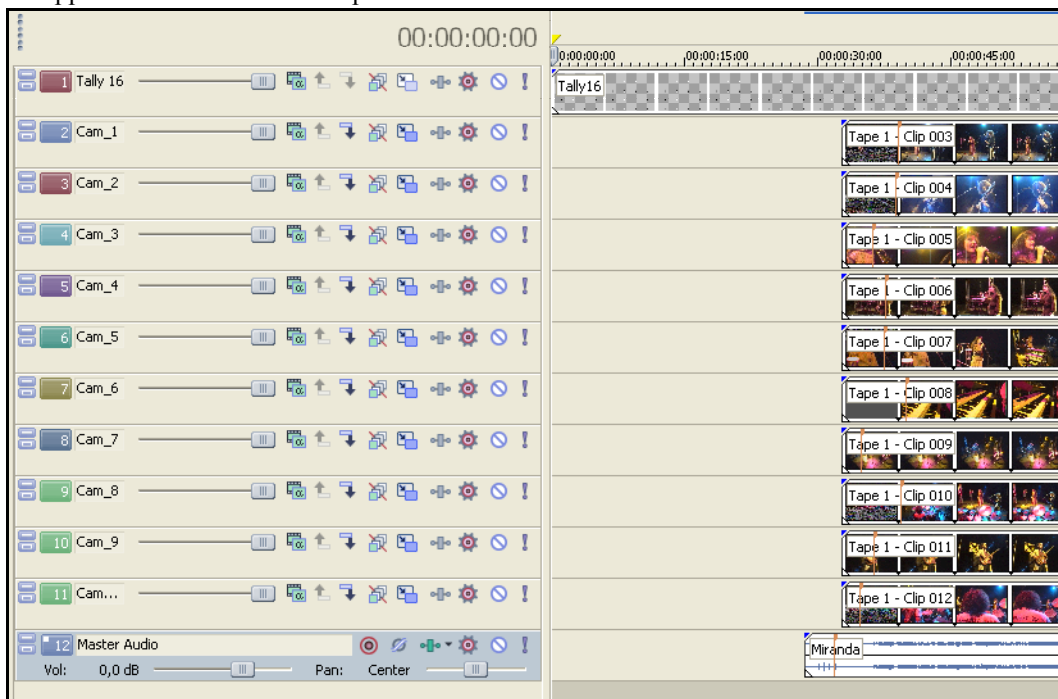 00:00:00:00
0:00:00:00 00:00:15:00 00:00:30:00 00:00:45:00
1 Tally 16 Tally16
2 Cam_1 Tape 1 - Clip 003
3 Cam_2 Tape 1 - Clip 004
4 Cam_3 Tape 1 - Clip 005
5 Cam_4 Tape 1 - Clip 006
6 Cam_5 Tape 1 - Clip 007
7 Cam_6 Tape 1 - Clip 008
8 Cam_7 Tape 1 - Clip 009
9 Cam_8 Tape 1 - Clip 010
10 Cam_9 Tape 1 - Clip 011
11 Cam... Tape 1 - Clip 012
12 Master Audio Miranda
Vol: 0,0 dB Pan: Center